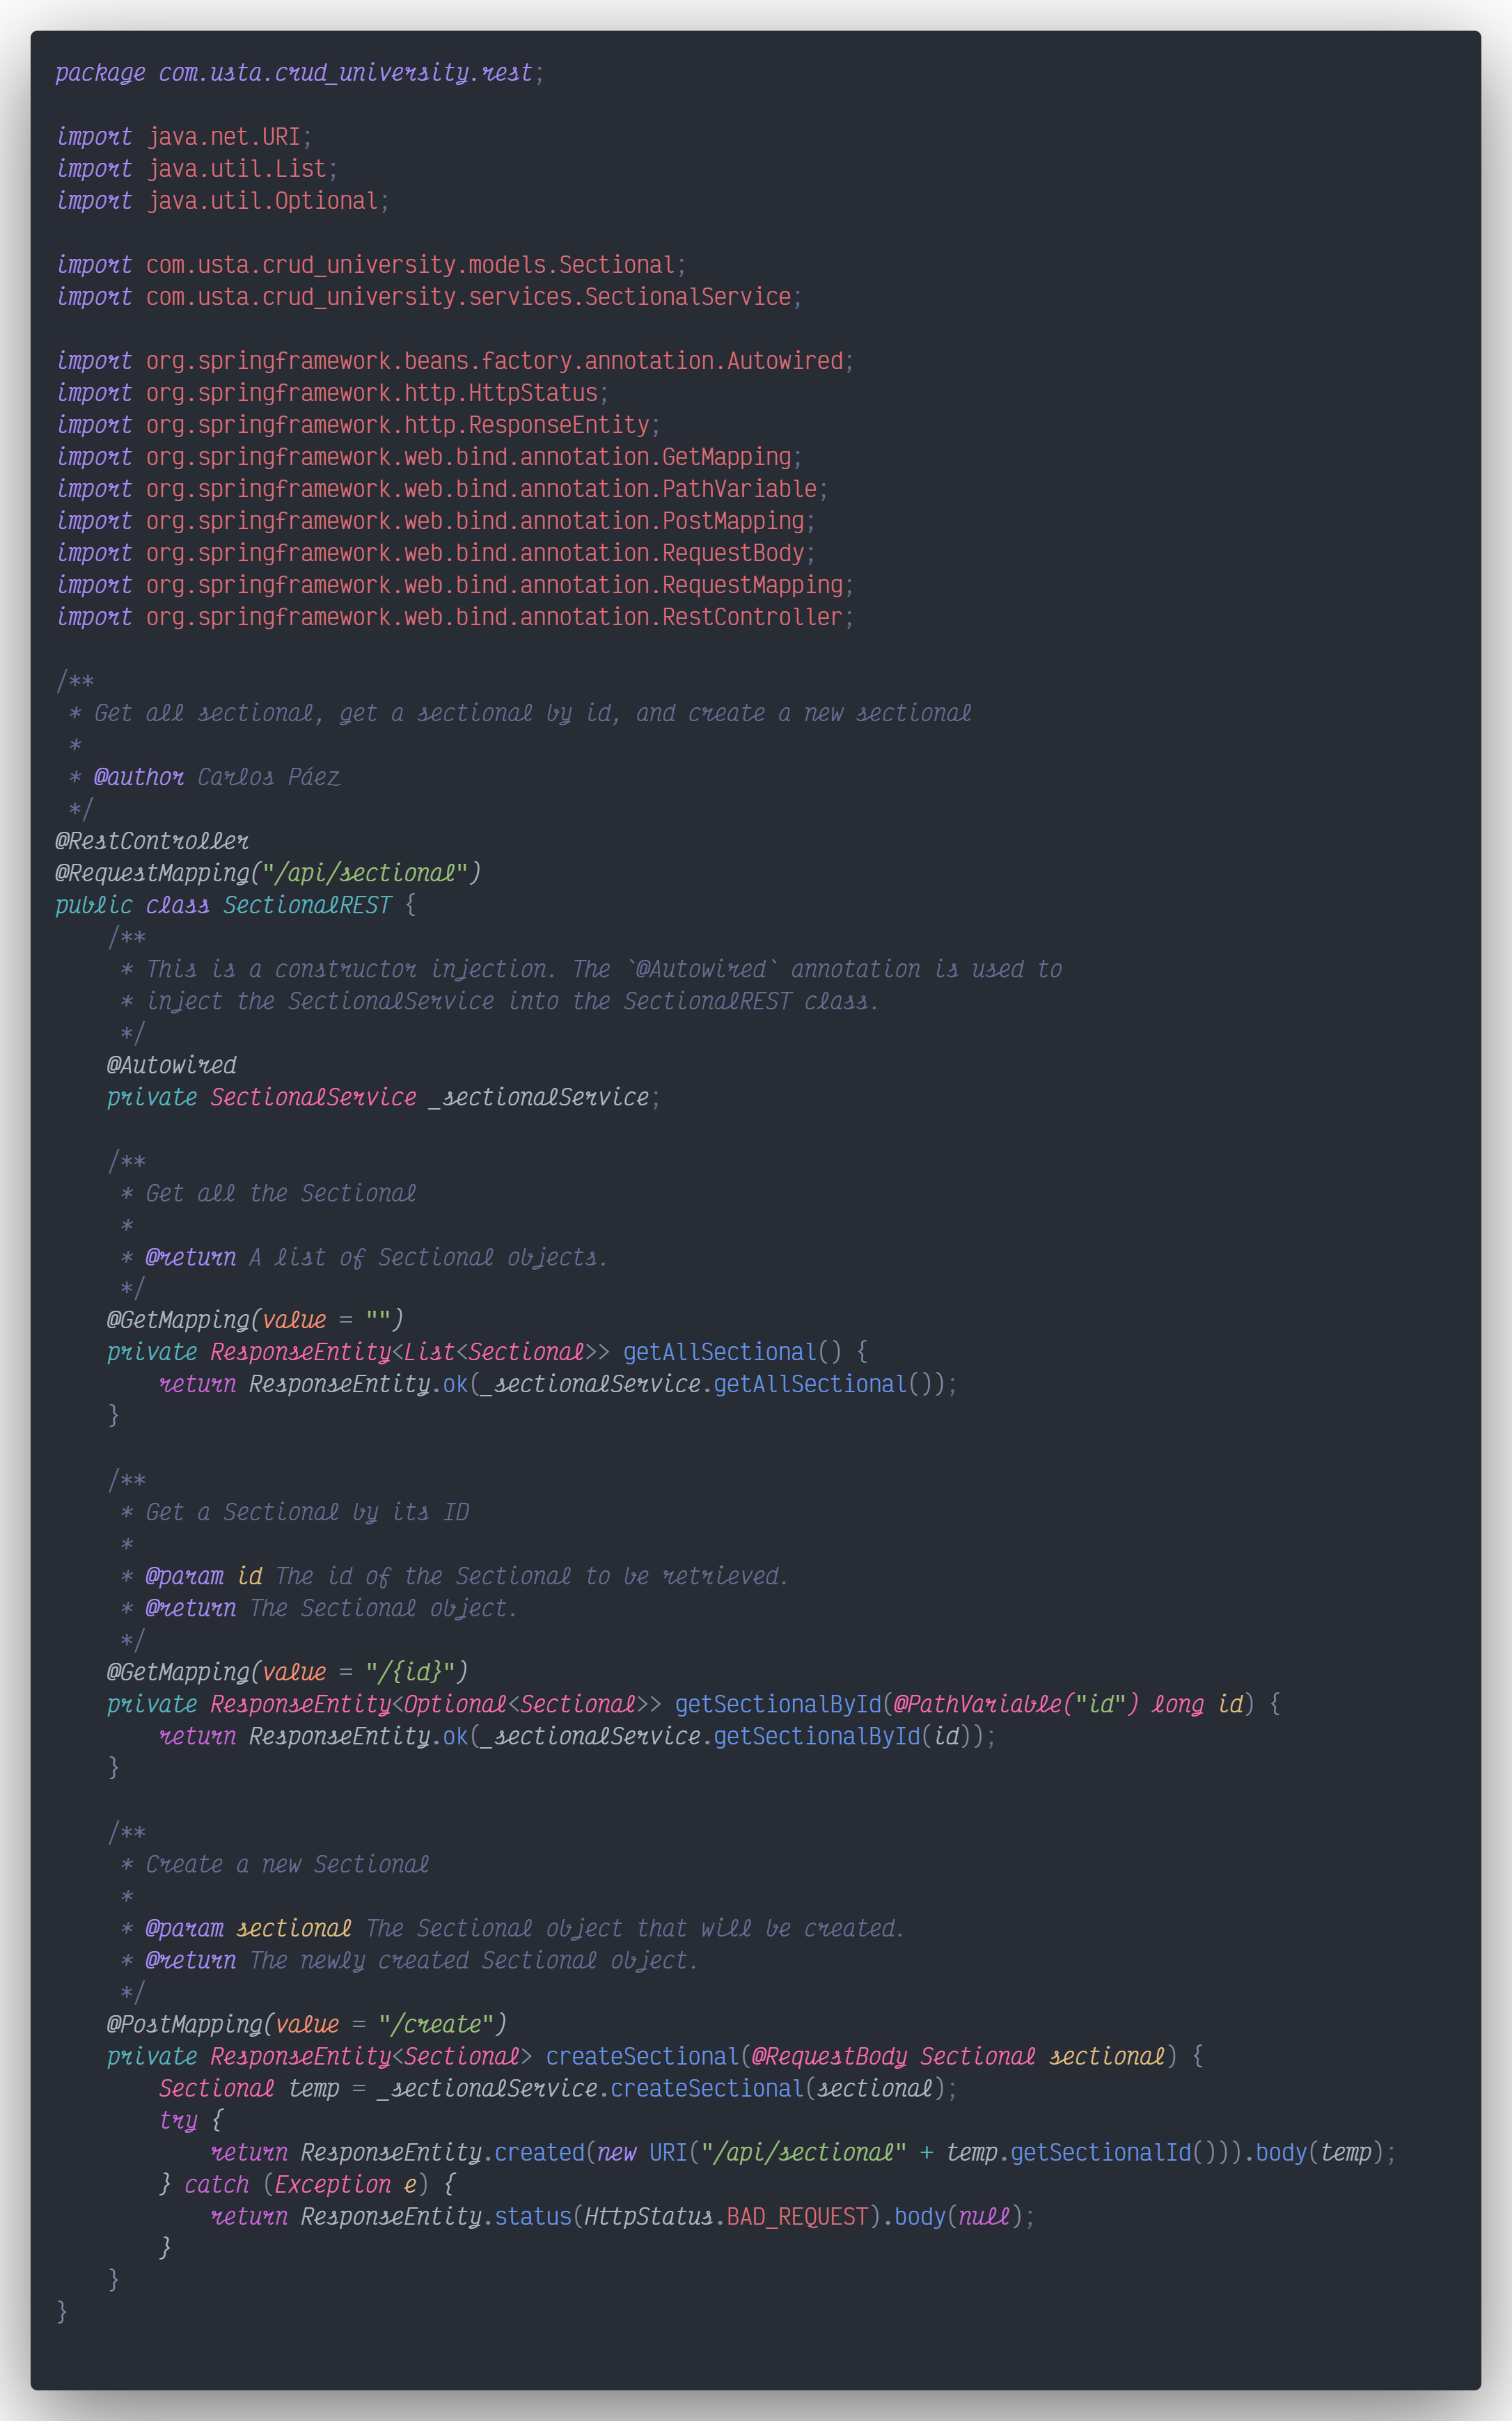 package com.usta.crud_university.rest;

import java.net.URI;
import java.util.List;
import java.util.Optional;

import com.usta.crud_university.models.Sectional;
import com.usta.crud_university.services.SectionalService;

import org.springframework.beans.factory.annotation.Autowired;
import org.springframework.http.HttpStatus;
import org.springframework.http.ResponseEntity;
import org.springframework.web.bind.annotation.GetMapping;
import org.springframework.web.bind.annotation.PathVariable;
import org.springframework.web.bind.annotation.PostMapping;
import org.springframework.web.bind.annotation.RequestBody;
import org.springframework.web.bind.annotation.RequestMapping;
import org.springframework.web.bind.annotation.RestController;

/**
 * Get all sectional, get a sectional by id, and create a new sectional
 *
 * @author Carlos Páez
 */
@RestController
@RequestMapping("/api/sectional")
public class SectionalREST {
    /**
     * This is a constructor injection. The `@Autowired` annotation is used to
     * inject the SectionalService into the SectionalREST class.
     */
    @Autowired
    private SectionalService _sectionalService;

    /**
     * Get all the Sectional
     *
     * @return A list of Sectional objects.
     */
    @GetMapping(value = "")
    private ResponseEntity<List<Sectional>> getAllSectional() {
        return ResponseEntity.ok(_sectionalService.getAllSectional());
    }

    /**
     * Get a Sectional by its ID
     *
     * @param id The id of the Sectional to be retrieved.
     * @return The Sectional object.
     */
    @GetMapping(value = "/{id}")
    private ResponseEntity<Optional<Sectional>> getSectionalById(@PathVariable("id") long id) {
        return ResponseEntity.ok(_sectionalService.getSectionalById(id));
    }

    /**
     * Create a new Sectional
     *
     * @param sectional The Sectional object that will be created.
     * @return The newly created Sectional object.
     */
    @PostMapping(value = "/create")
    private ResponseEntity<Sectional> createSectional(@RequestBody Sectional sectional) {
        Sectional temp = _sectionalService.createSectional(sectional);
        try {
            return ResponseEntity.created(new URI("/api/sectional" + temp.getSectionalId())).body(temp);
        } catch (Exception e) {
            return ResponseEntity.status(HttpStatus.BAD_REQUEST).body(null);
        }
    }
}